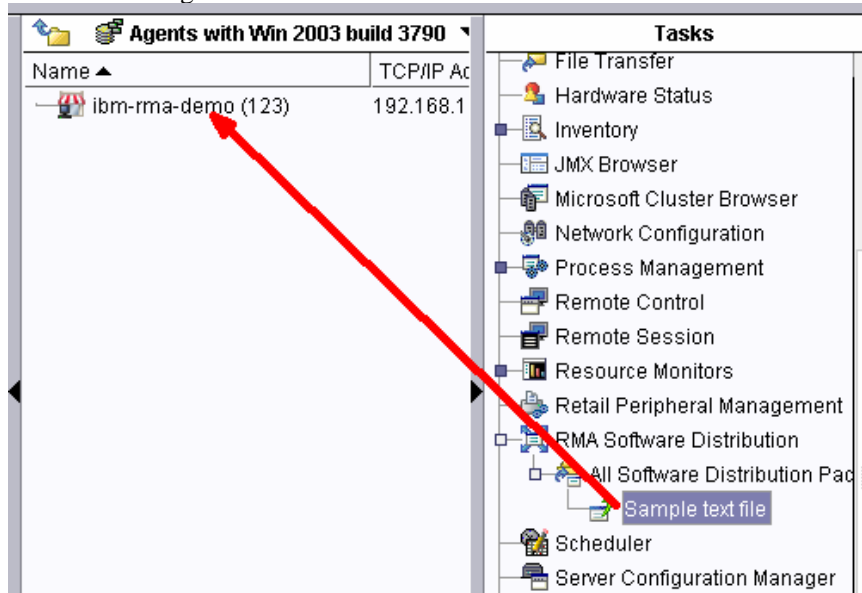 Agents with Win 2003 build 3790
Name
TCP/IP Ad
ibm-rma-demo (123)
192.168.1
Tasks
File Transfer
Hardware Status
Inventory
JMX Browser
Microsoft Cluster Browser
Network Configuration
Process Management
Remote Control
Remote Session
Resource Monitors
Retail Peripheral Management
RMA Software Distribution
All Software Distribution Pac
Sample text file
Scheduler
Server Configuration Manager